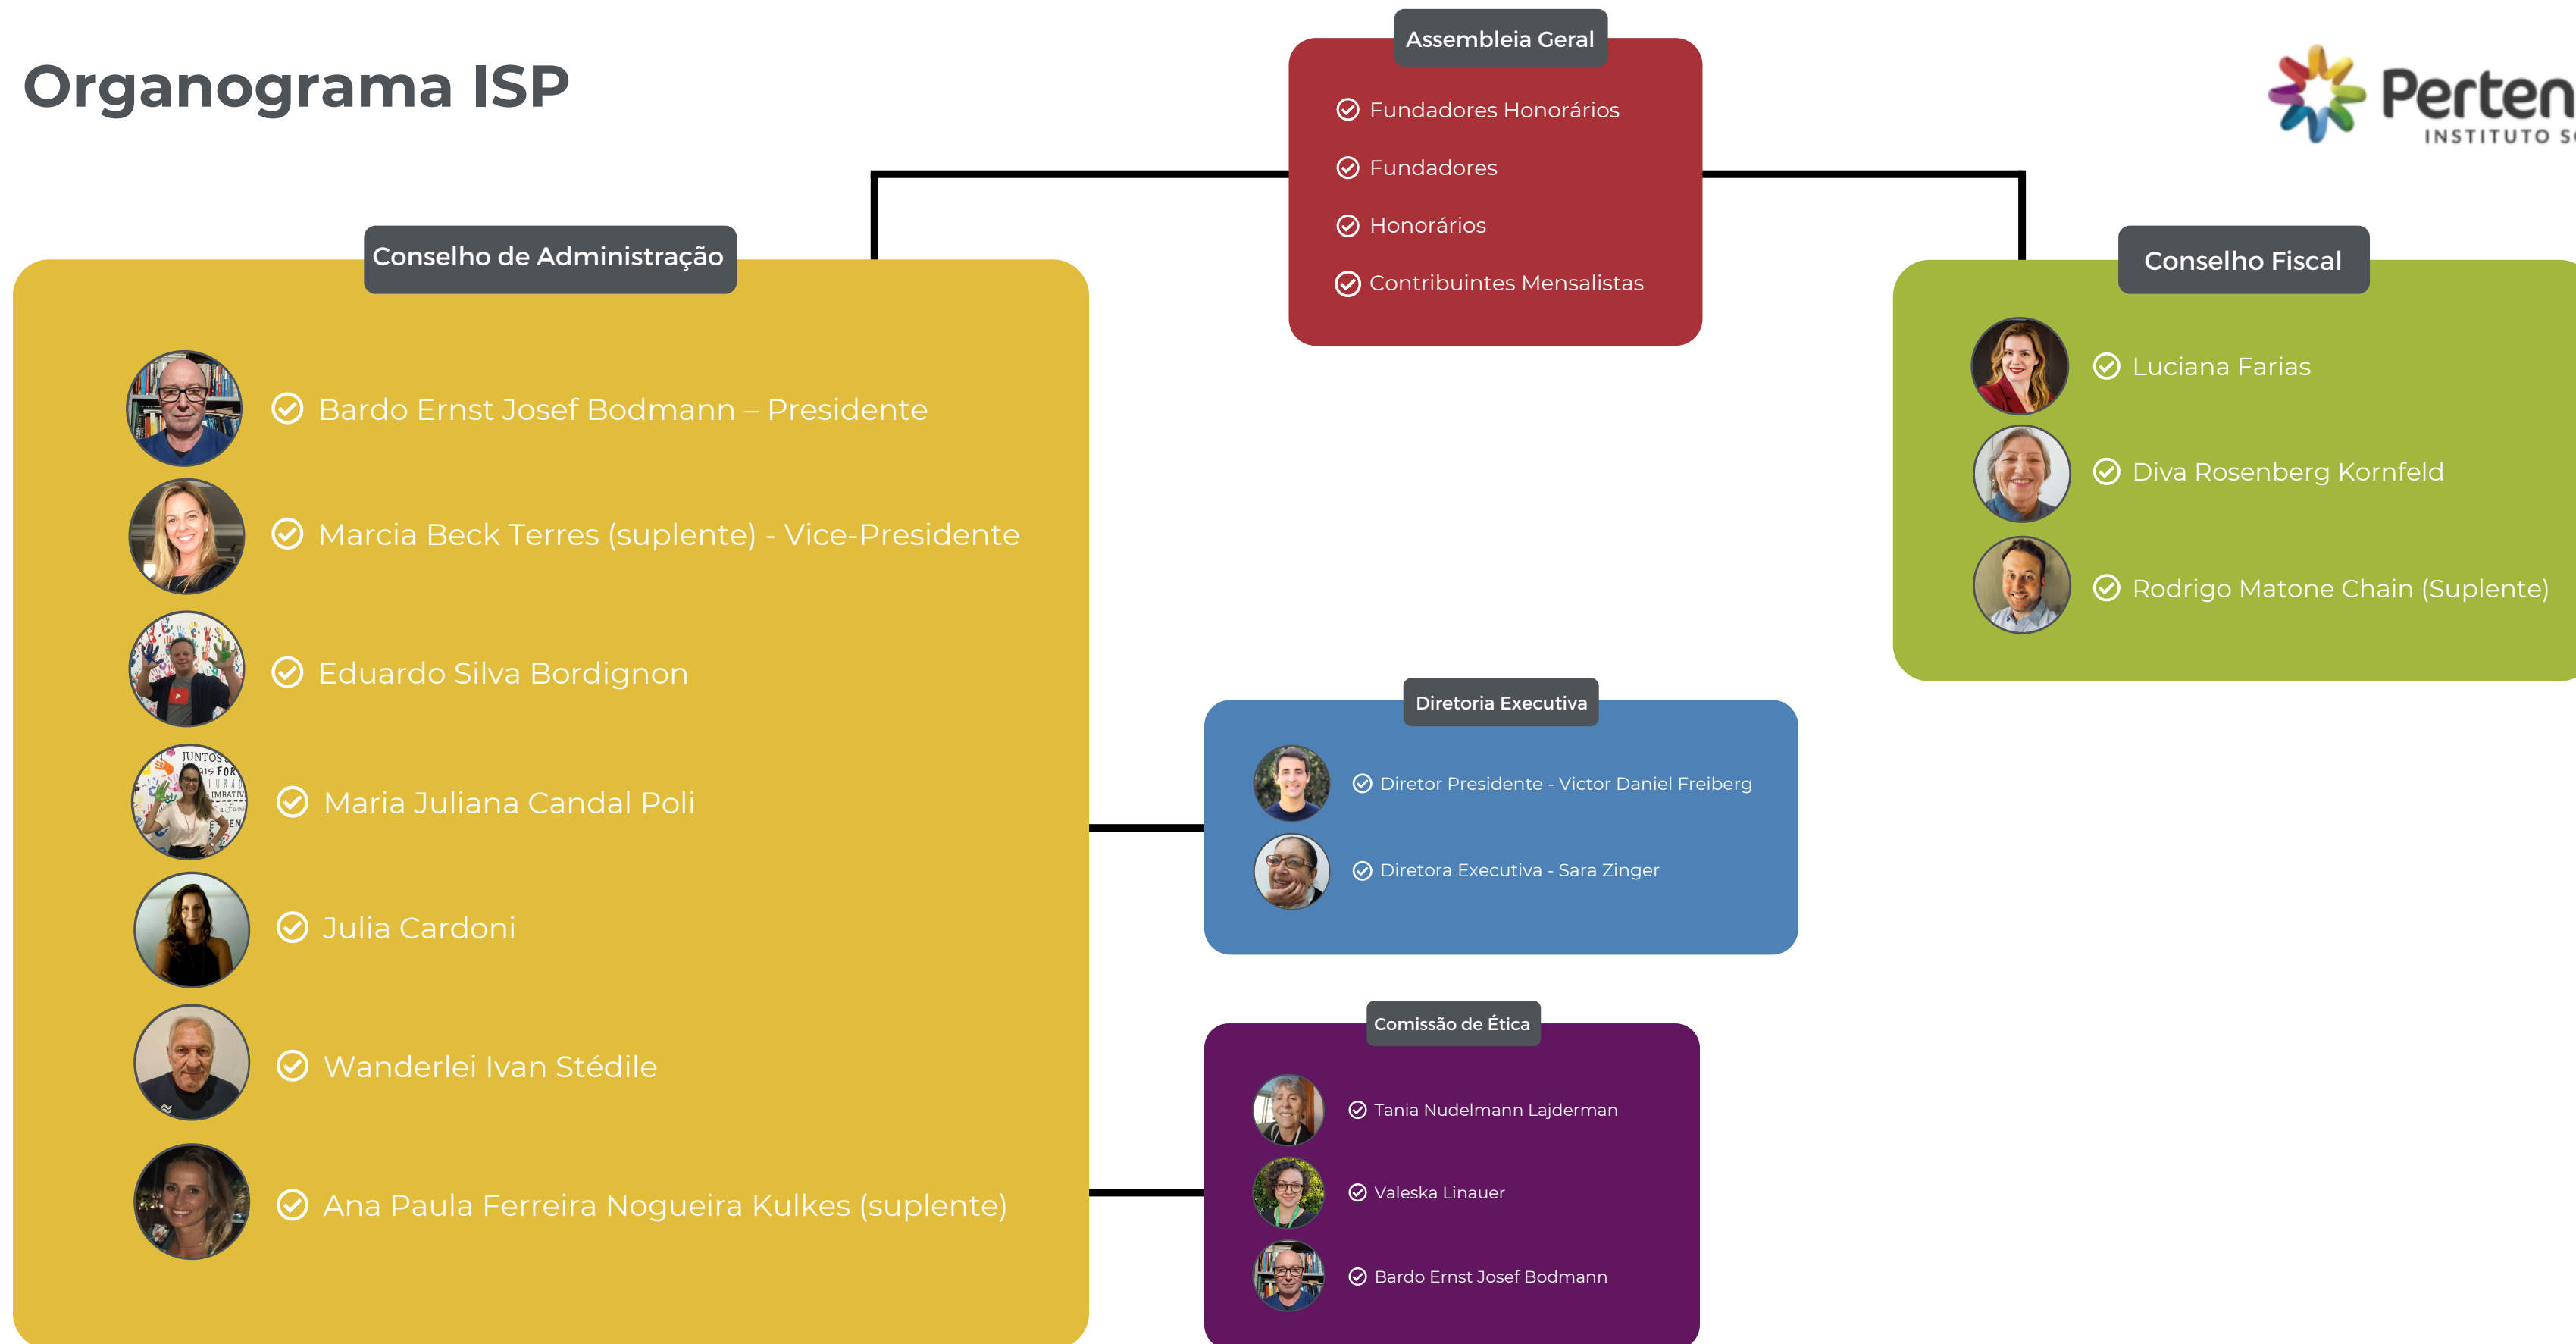 Organograma ISP
Assembleia Geral
Fundadores Honorários
Fundadores
Honorários
Contribuintes Mensalistas
INSTITUTO
Conselho de Administração
Bardo Ernst Josef Bodmann – Presidente
Marcia Beck Terres (suplente) - Vice-Presidente
Eduardo Silva Bordignon
JUNTOS
Maria Juliana Candal Poli
Julia Cardoni
Wanderlei Ivan Stédile
Ana Paula Ferreira Nogueira Kulkes (suplente)
Conselho Fiscal
Luciana Farias
Diva Rosenberg Kornfeld
Rodrigo Matone Chain (Suplente)
Diretoria Executiva
Diretor Presidente - Victor Daniel Freiberg
Diretora Executiva - Sara Zinger
Comissão de Ética
Tania Nudelmann Lajderman
Valeska Linauer
Bardo Ernst Josef Bodmann